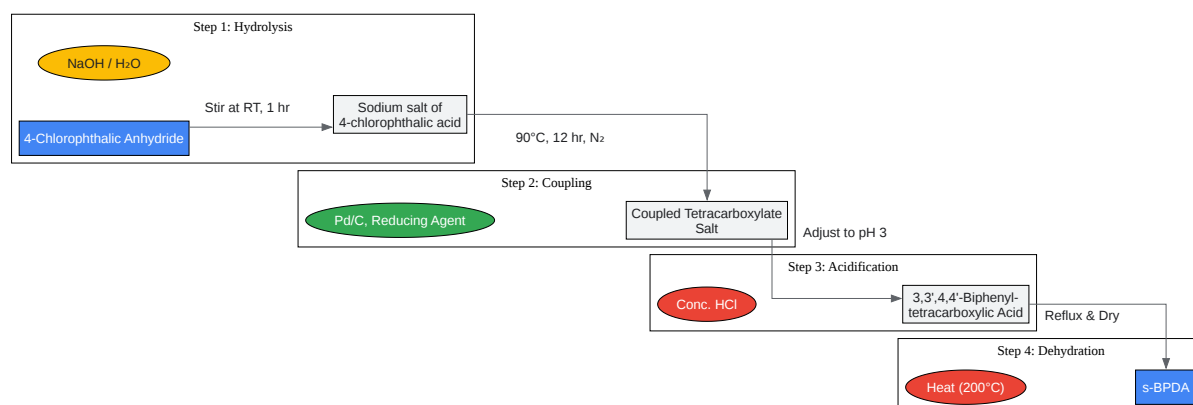 Step 1: Hydrolysis
NaOH / H₂O
Stir at RT, 1 hr
4-Chlorophthalic Anhydride
Sodium salt of
4-chlorophthalic acid
90°C, 12 hr, N₂
Step 2: Coupling
Pd/C, Reducing Agent
Coupled Tetracarboxylate
Salt
Adjust to pH 3
Step 3: Acidification
Conc. HCl
3,3',4,4'-Biphenyl-
tetracarboxylic Acid
Reflux & Dry
Step 4: Dehydration
Heat (200°C)
s-BPDA